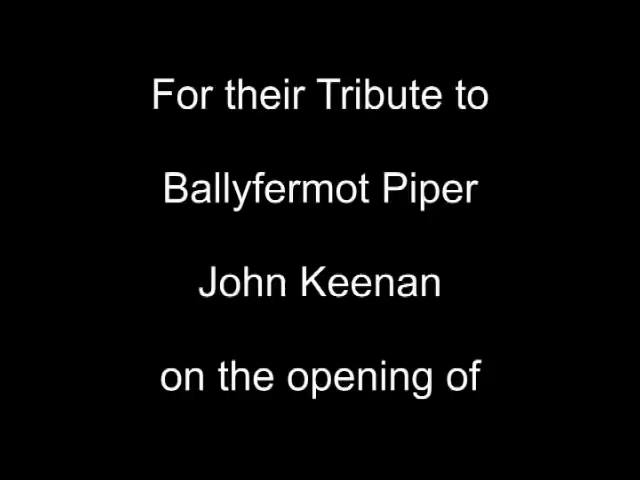 For their Tribute to
Ballyfermot Piper
John Keenan
on the opening of